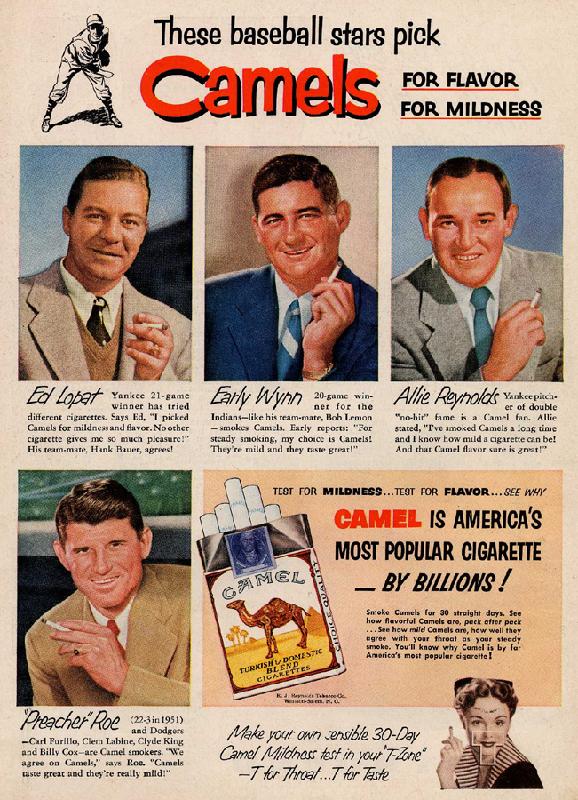 These baseball stars pick
Camels
FOR FLAVOR
FOR MILDNESS
Ed Lopat Yankee 21-game
winner has tried
different cigarettes. Says Ed, "I picked
Camels for mildness and flavor. No other
cigarette gives me so much pleasure!"
His team-mate, Hank Bauer, agrees!
Early Wynn 20-game win-
ner for the
Indians—like his team-mate, Bob Lemon
—smokes Camels. Early reports: "For
steady smoking, my choice is Camels!
They're mild and they taste great!"
Allie Reynolds Yankee pitch-
er of double
"no-hit" fame is a Camel fan. Allie
stated, "I've smoked Camels a long time
and I know how mild a cigarette can be!
And that Camel flavor sure is great!"
"Preacher" Roe (22-3 in 1951)
and Dodgers
—Carl Furillo, Clem Labine, Clyde King
and Billy Cox—are Camel smokers. "We
agree on Camels," says Roe. "Camels
taste great and they're really mild!"
TEST FOR MILDNESS...TEST FOR FLAVOR...SEE WHY
CAMEL IS AMERICA'S
MOST POPULAR CIGARETTE
—BY BILLIONS!
Smoke Camels for 30 straight days. See
how flavorful Camels are, pack after pack
...See how mild Camels are, how well they
agree with your throat as your steady
smoke. You'll know why Camel is by far
America's most popular cigarette!
CAMEL
TURKISH & DOMESTIC
BLEND
CIGARETTES
CHOICE QUALITY
R. J. Reynolds Tobacco Co.
Winston-Salem, N. C.
Make your own sensible 30-Day
Camel Mildness test in your "T-Zone"
—T for Throat...T for Taste